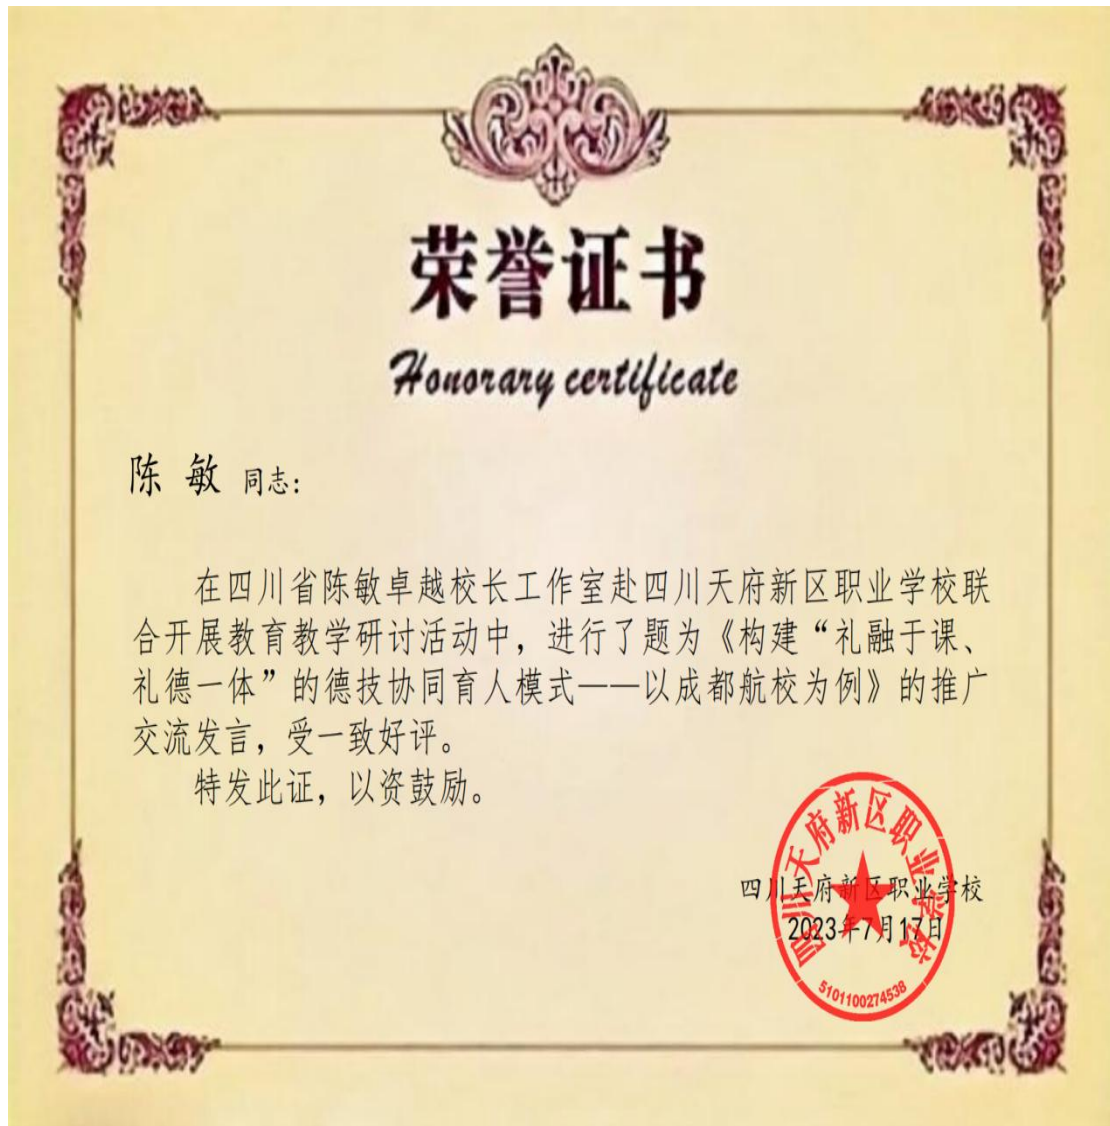 荣誉证书
Honorary certificate
陈 敏 同志:
在四川省陈敏卓越校长工作室赴四川天府新区职业学校联
合开展教育教学研讨活动中，进行了题为《构建“礼融于课、
礼德一体”的德技协同育人模式——以成都航校为例》的推广
交流发言，受一致好评。
特发此证，以资鼓励。
四川天府新区职业学校
2023年7月17日
四川天府新区职业学校
5101100274538